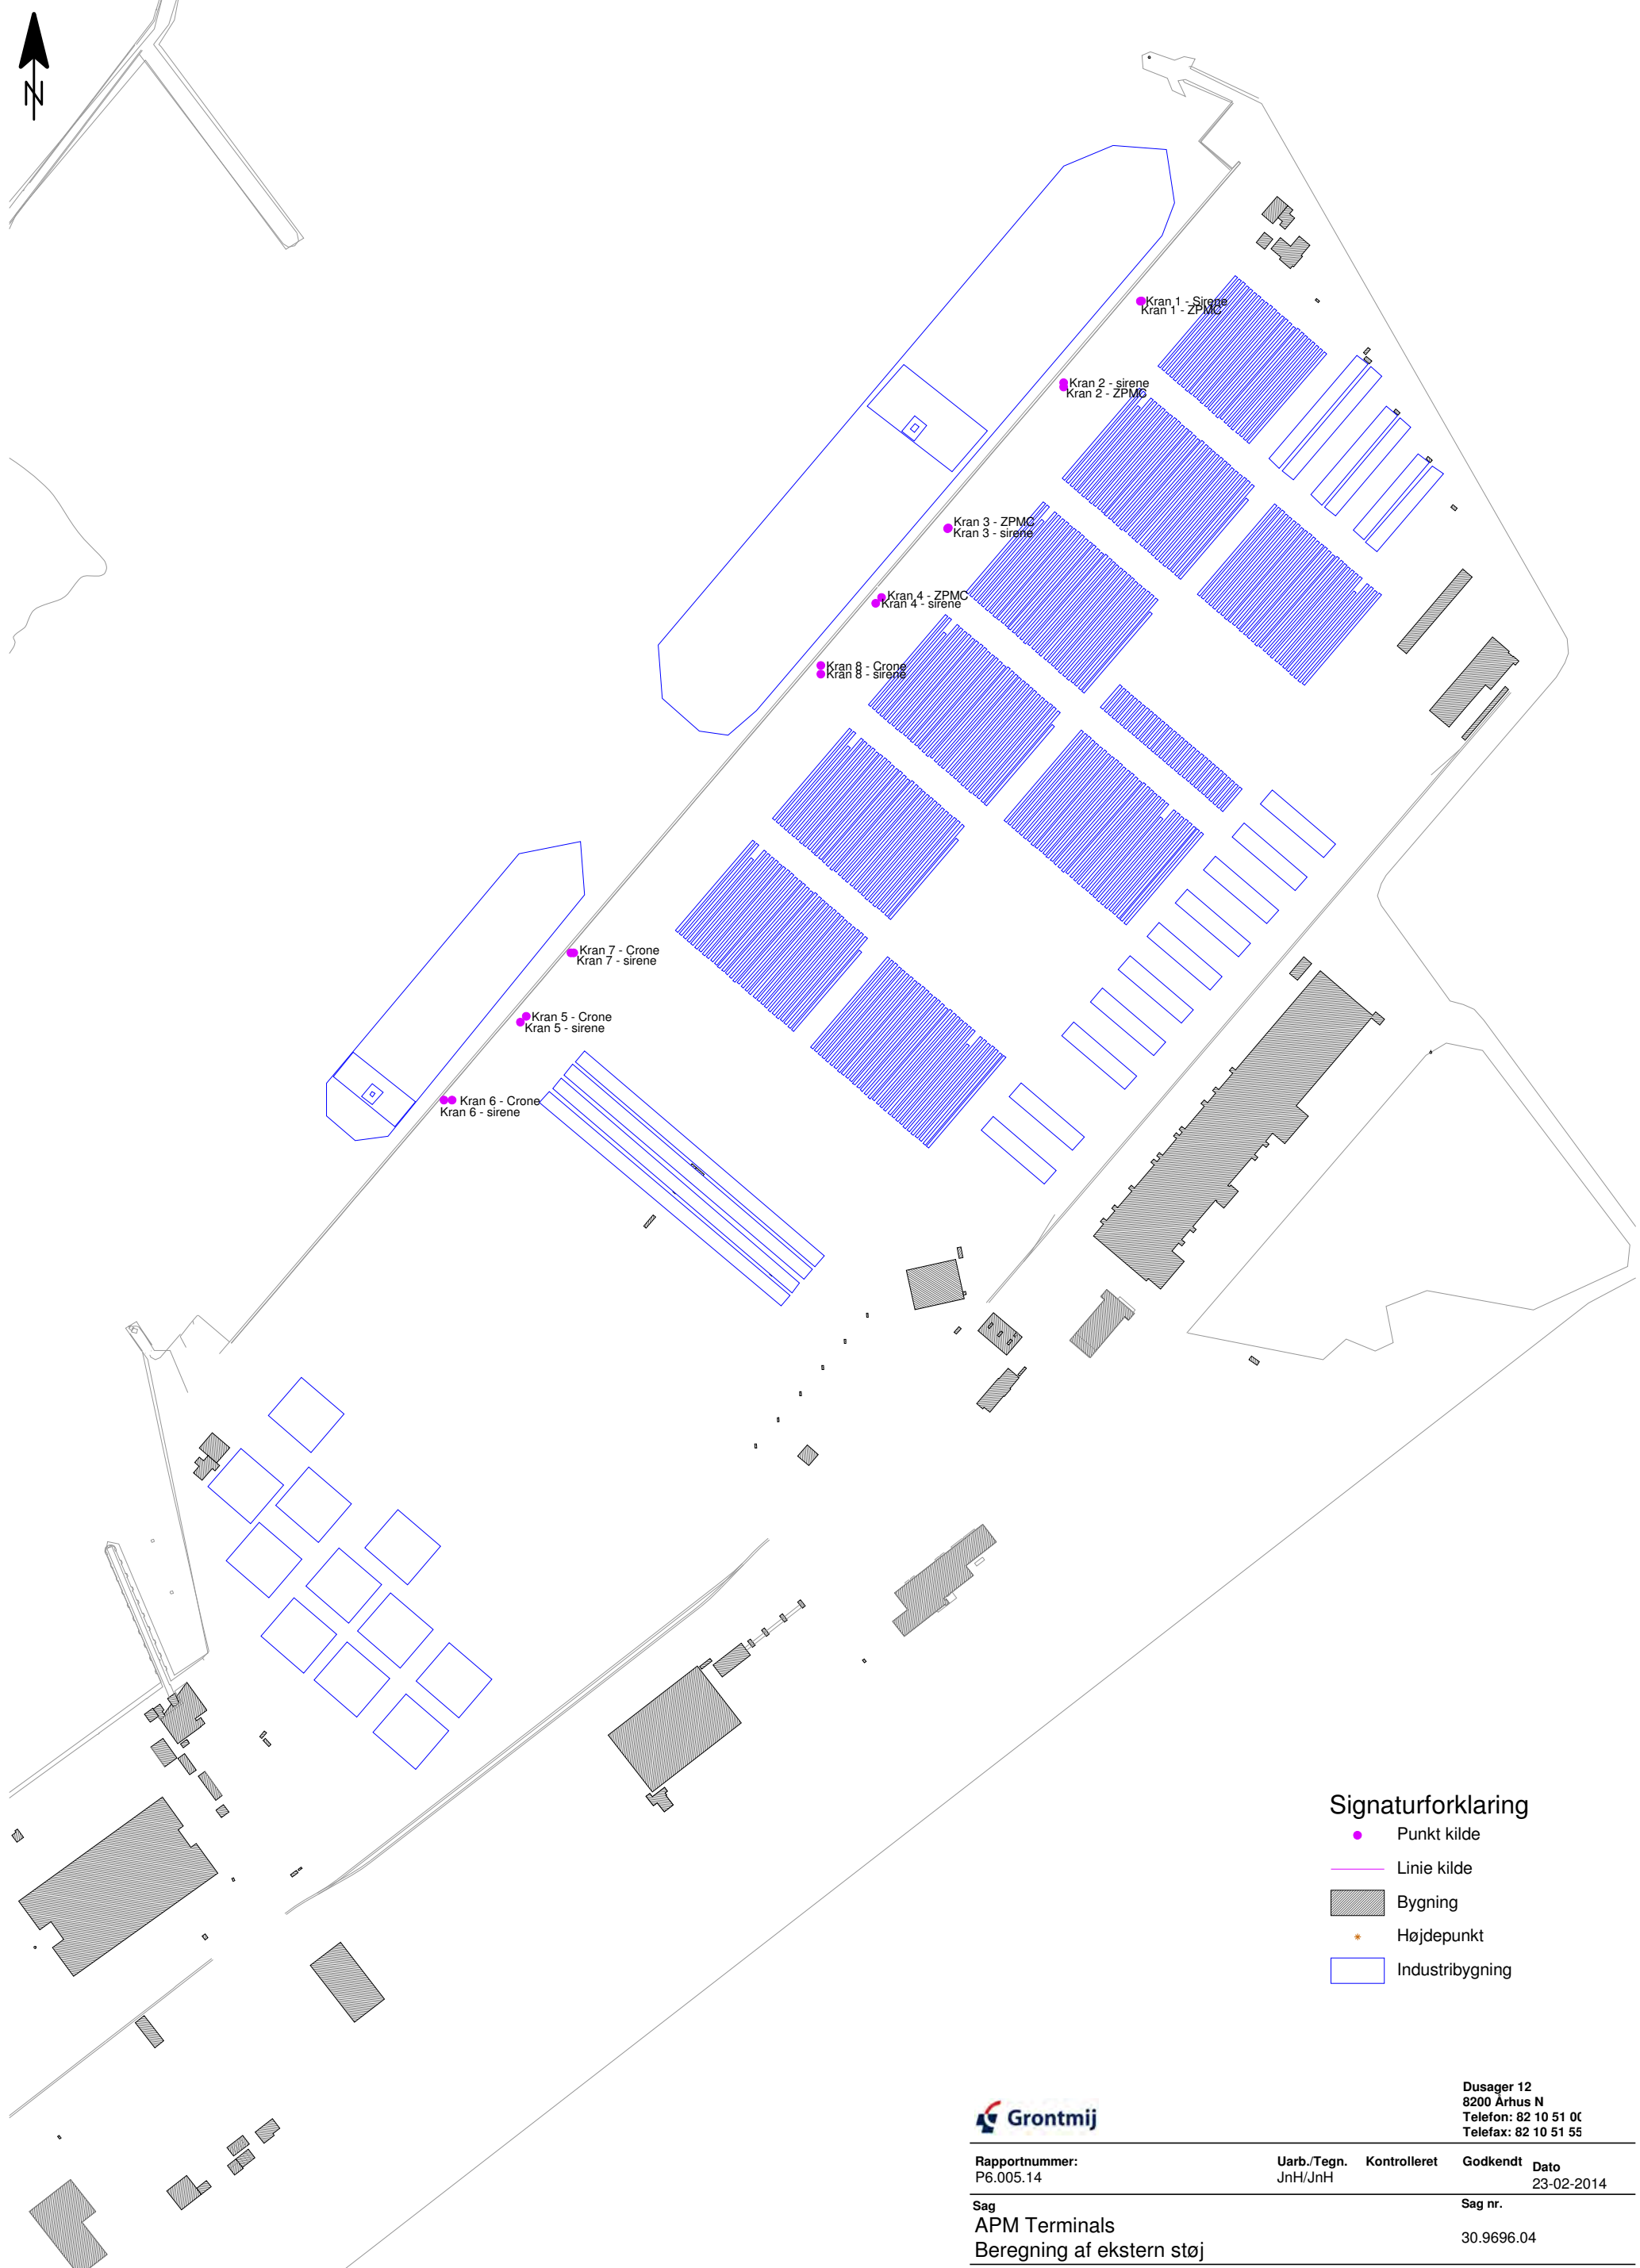 N
Kran 1 - Sirene
Kran 1 - ZPMC
Kran 2 - sirene
Kran 2 - ZPMC
Kran 3 - ZPMC
Kran 3 - sirene
Kran 4 - ZPMC
Kran 4 - sirene
Kran 8 - Crone
Kran 8 - sirene
Kran 7 - Crone
Kran 7 - sirene
Kran 5 - Crone
Kran 5 - sirene
Kran 6 - Crone
Kran 6 - sirene
Signaturforklaring
Punkt kilde
Linie kilde
Bygning
Højdepunkt
Industribygning
Grontmij
Dusager 12
8200 Århus N
Telefon: 82 10 51 00
Telefax: 82 10 51 55
Rapportnummer: Uarb./Tegn. Kontrolleret Godkendt Dato
P6.005.14 JnH/JnH 23-02-2014
Sag Sag nr.
APM Terminals
Beregning af ekstern støj 30.9696.04